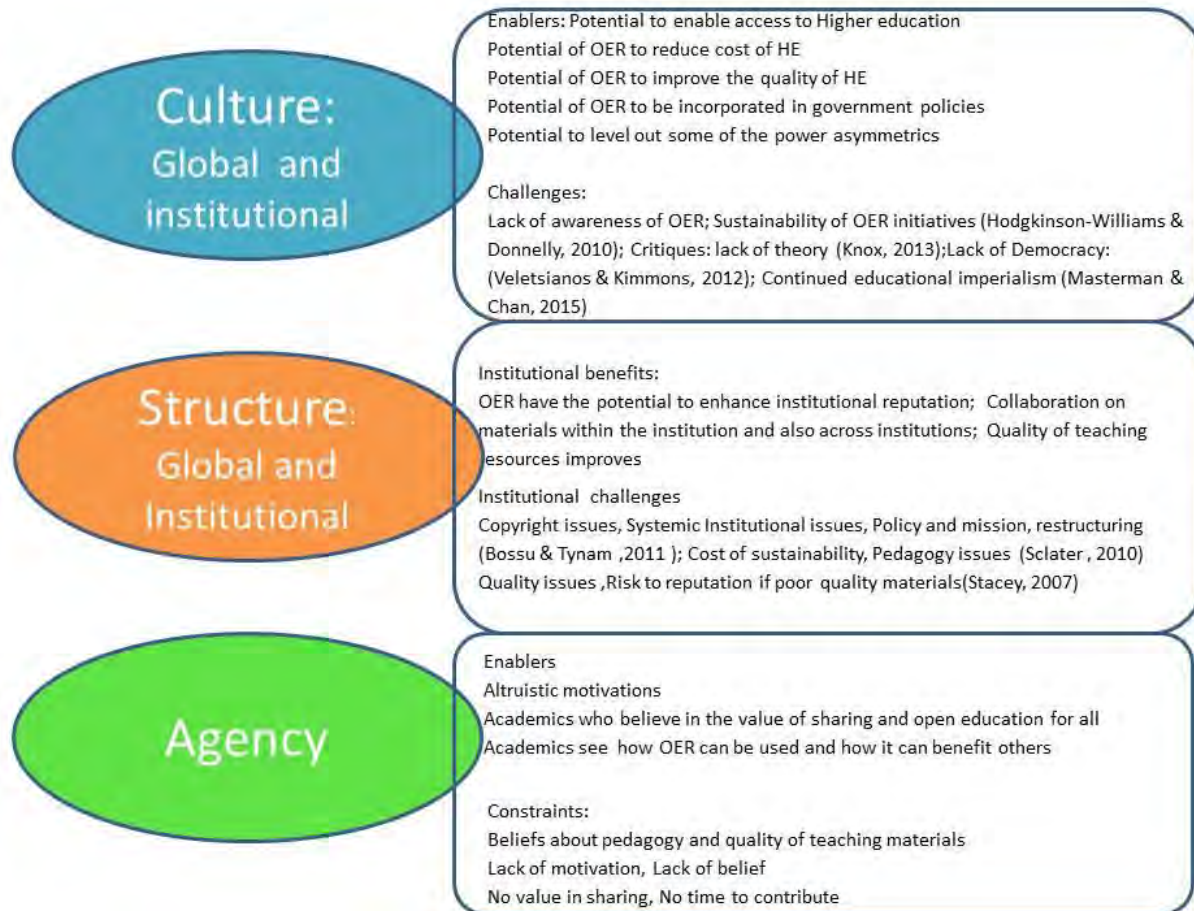 Culture:
Global and
institutional
Enablers: Potential to enable access to Higher education
Potential of OER to reduce cost of HE
Potential of OER to improve the quality of HE
Potential of OER to be incorporated in government policies
Potential to level out some of the power asymmetrics
Challenges:
Lack of awareness of OER; Sustainability of OER initiatives (Hodgkinson-Williams &
Donnelly, 2010); Critiques: lack of theory (Knox, 2013);Lack of Democracy:
(Veletsianos & Kimmons, 2012); Continued educational imperialism (Masterman &
Chan, 2015)
Structure:
Global and
Institutional
Institutional benefits:
OER have the potential to enhance institutional reputation; Collaboration on
materials within the institution and also across institutions; Quality of teaching
esources improves
Institutional challenges
Copyright issues, Systemic Institutional issues, Policy and mission, restructuring
(Bossu & Tynam ,2011 ); Cost of sustainability, Pedagogy issues (Sclater , 2010)
Quality issues ,Risk to reputation if poor quality materials(Stacey, 2007)
Agency
Enablers
Altruistic motivations
Academics who believe in the value of sharing and open education for all
Academics see how OER can be used and how it can benefit others
Constraints:
Beliefs about pedagogy and quality of teaching materials
Lack of motivation, Lack of belief
No value in sharing, No time to contribute